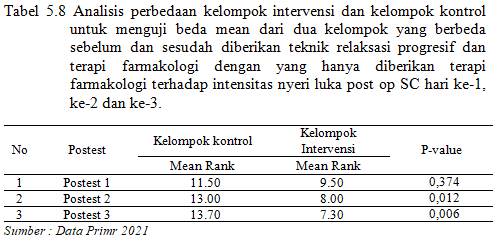 Tabel 5.8 Analisis perbedaan kelompok intervensi dan kelompok kontrol
untuk menguji beda mean dari dua kelompok yang berbeda
sebelum dan sesudah diberikan teknik relaksasi progresif dan
terapi farmakologi dengan yang hanya diberikan terapi
farmakologi terhadap intensitas nyeri luka post op SC hari ke-1,
ke-2 dan ke-3.
No Postest Kelompok kontrol Kelompok Intervensi P-value
Mean Rank Mean Rank
1 Postest 1 11.50 9.50 0,374
2 Postest 2 13.00 8.00 0,012
3 Postest 3 13.70 7.30 0,006
Sumber : Data Primr 2021